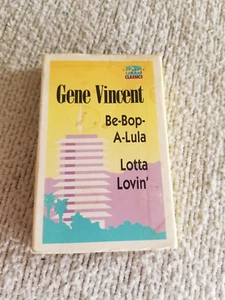 CLASSICS
Gene Vincent
Be-Bop-
A-Lula
Lotta
Lovin'